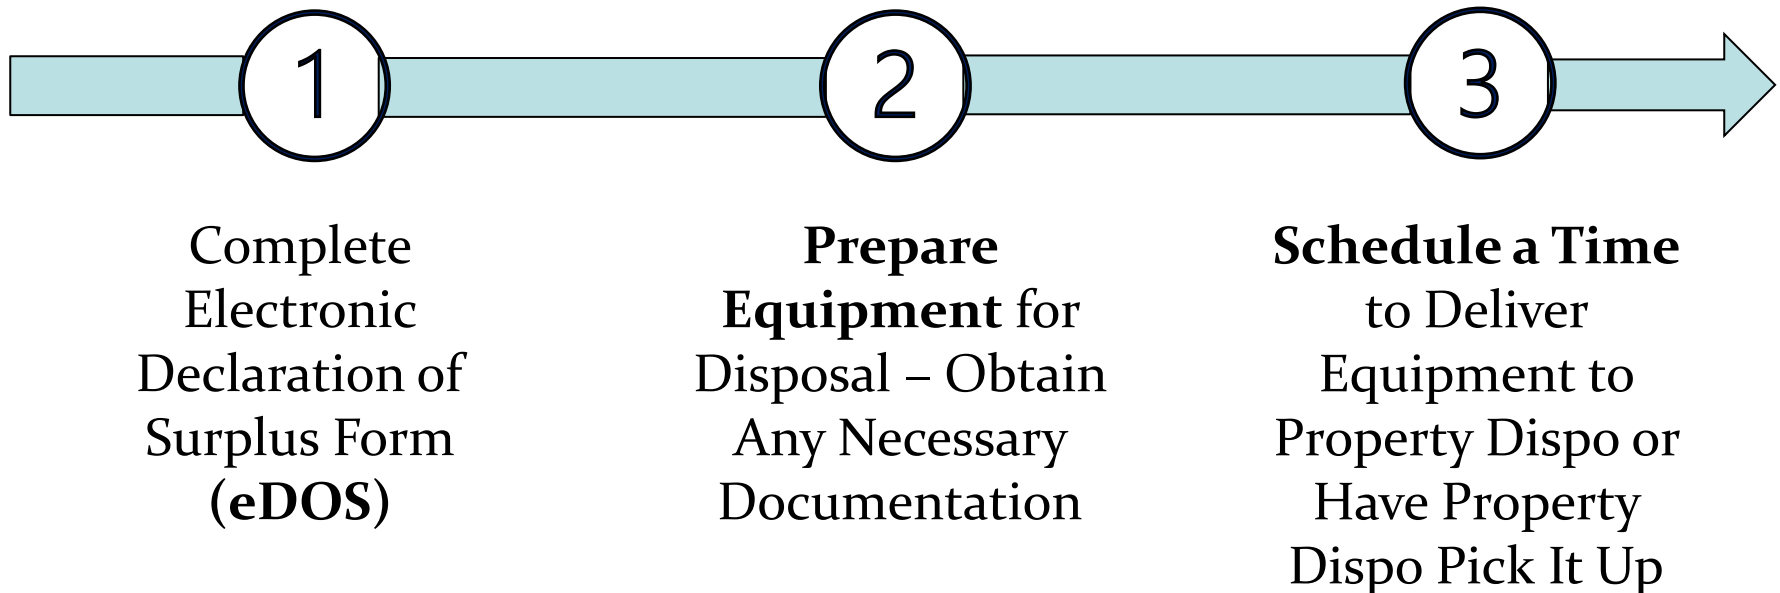 1
Complete
Electronic
Declaration of
Surplus Form
(eDOS)
2
Prepare
Equipment for
Disposal – Obtain
Any Necessary
Documentation
3
Schedule a Time
to Deliver
Equipment to
Property Dispo or
Have Property
Dispo Pick It Up